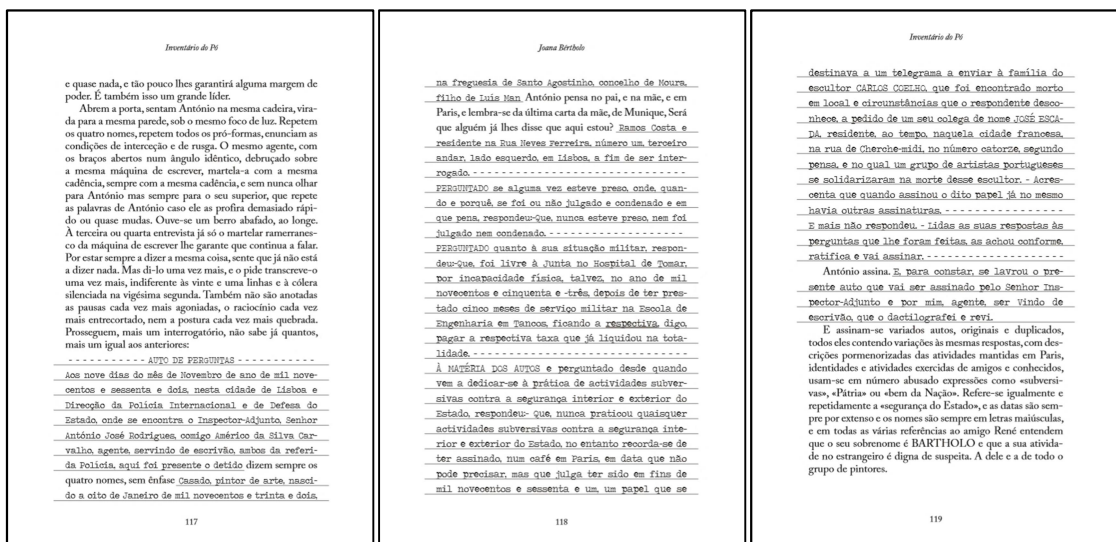 Inventário do Pó
e quase nada, e tão pouco lhes garantirá alguma margem de
poder. É também isso um grande líder.
Abrem a porta, sentam António na mesma cadeira, vira-
da para a mesma parede, sob o mesmo foco de luz. Repetem
os quatro nomes, repetem todos os pró-formas, enunciam as
condições de intercepção e de rusga. O mesmo agente, com
os braços abertos num ângulo idêntico, debruçado sobre
a mesma máquina de escrever, martela-a com a mesma
cadência, sempre com a mesma cadência, e sem nunca olhar
para António mas sempre para o seu superior, que repete
as palavras de António caso ele as profira demasiado rápi-
do ou quase mudas. Ouve-se um berro abafado, ao longe.
À terceira ou quarta entrevista já só o martelar ramerranes-
co da máquina de escrever lhe garante que continua a falar.
Por estar sempre a dizer a mesma coisa, sente que já não está
a dizer nada. Mas di-lo uma vez mais, e o pide transcreve-o
uma vez mais, indiferente às vinte e uma linhas e à cólera
silenciada na vigésima segunda. Também não são anotadas
as pausas cada vez mais agoniadas, o raciocínio cada vez
mais entrecortado, nem a postura cada vez mais quebrada.
Prosseguem, mais um interrogatório, não sabe já quantos,
mais um igual aos anteriores:
- - - - - - - - - - - AUTO DE PERGUNTAS - - - - - - - - - - -
Aos nove dias do mês de Novembro de ano de mil nove-
centos e sessenta e dois, nesta cidade de Lisboa e
Direcção da Polícia Internacional e de Defesa do
Estado, onde se encontra o Inspector-Adjunto, Senhor
António José Rodrigues, comigo Américo da Silva Car-
valho, agente, servindo de escrivão, ambos da referi-
da Polícia, aqui foi presente o detido dizem sempre os
quatro nomes, sem ênfase Casado, pintor de arte, nasci-
do a oito de Janeiro de mil novecentos e trinta e dois,
117
Joana Bértholo
na freguesia de Santo Agostinho, concelho de Moura,
filho de Luís Man António pensa no pai, e na mãe, e em
Paris, e lembra-se da última carta da mãe, de Munique, Será
que alguém já lhes disse que aqui estou? Ramos Costa e
residente na Rua Neves Ferreira, número um, terceiro
andar, lado esquerdo, em Lisboa, a fim de ser inter-
rogado. - - - - - - - - - - - - - - - - - - - - - - - - - - - - -
PERGUNTADO se alguma vez esteve preso, onde, quan-
do e porquê, se foi ou não julgado e condenado e em
que pena, respondeu:-Que, nunca esteve preso, nem foi
julgado nem condenado. - - - - - - - - - - - - - - - - - - -
PERGUNTADO quanto à sua situação militar, respon-
deu:-Que, foi livre à Junta no Hospital de Tomar,
por incapacidade física, talvez, no ano de mil
novecentos e cinquenta e -três, depois de ter pres-
tado cinco meses de serviço militar na Escola de
Engenharia em Tancos, ficando a respectiva, digo,
pagar a respectiva taxa que já liquidou na tota-
lidade. - - - - - - - - - - - - - - - - - - - - - - - - - - - - -
À MATÉRIA DOS AUTOS e perguntado desde quando
vem a dedicar-se à prática de actividades subver-
sivas contra a segurança interior e exterior do
Estado, respondeu:- Que, nunca praticou quaisquer
actividades subversivas contra a segurança inte-
rior e exterior do Estado, no entanto recorda-se de
ter assinado, num café em Paris, em data que não
pode precisar, mas que julga ter sido em fins de
mil novecentos e sessenta e um, um papel que se
118
Inventário do Pó
destinava a um telegrama a enviar à família do
escultor CARLOS COELHO, que foi encontrado morto
em local e circunstâncias que o respondente desco-
nhece, a pedido de um seu colega de nome JOSÉ ESCA-
DA, residente, ao tempo, naquela cidade francesa,
na rua de Cherche-midi, no número catorze, segundo
pensa, e no qual um grupo de artistas portugueses
se solidarizaram na morte desse escultor. - Acres-
centa que quando assinou o dito papel já no mesmo
havia outras assinaturas. - - - - - - - - - - - - - - - - -
E mais não respondeu. - Lidas as suas respostas às
perguntas que lhe foram feitas, as achou conforme,
ratifica e vai assinar. - - - - - - - - - - - - - - - - - -
António assina. E, para constar, se lavrou o pre-
sente auto que vai ser assinado pelo Senhor Ins-
pector-Adjunto e por mim, agente, ser Vindo de
escrivão, que o dactilografei e revi.
E assinam-se variados autos, originais e duplicados,
todos eles contendo variações às mesmas respostas, com des-
crições pormenorizadas das atividades mantidas em Paris,
identidades e atividades exercidas de amigos e conhecidos,
usam-se em número abusado expressões como «subversi-
vas», «Pátria» ou «bem da Nação». Refere-se igualmente e
repetidamente a «segurança do Estado», e as datas são sem-
pre por extenso e os nomes são sempre em letras maiúsculas,
e em todas as várias referências ao amigo René entendem
que o seu sobrenome é BARTHOLO e que a sua ativida-
de no estrangeiro é digna de suspeita. A dele e a de todo o
grupo de pintores.
119